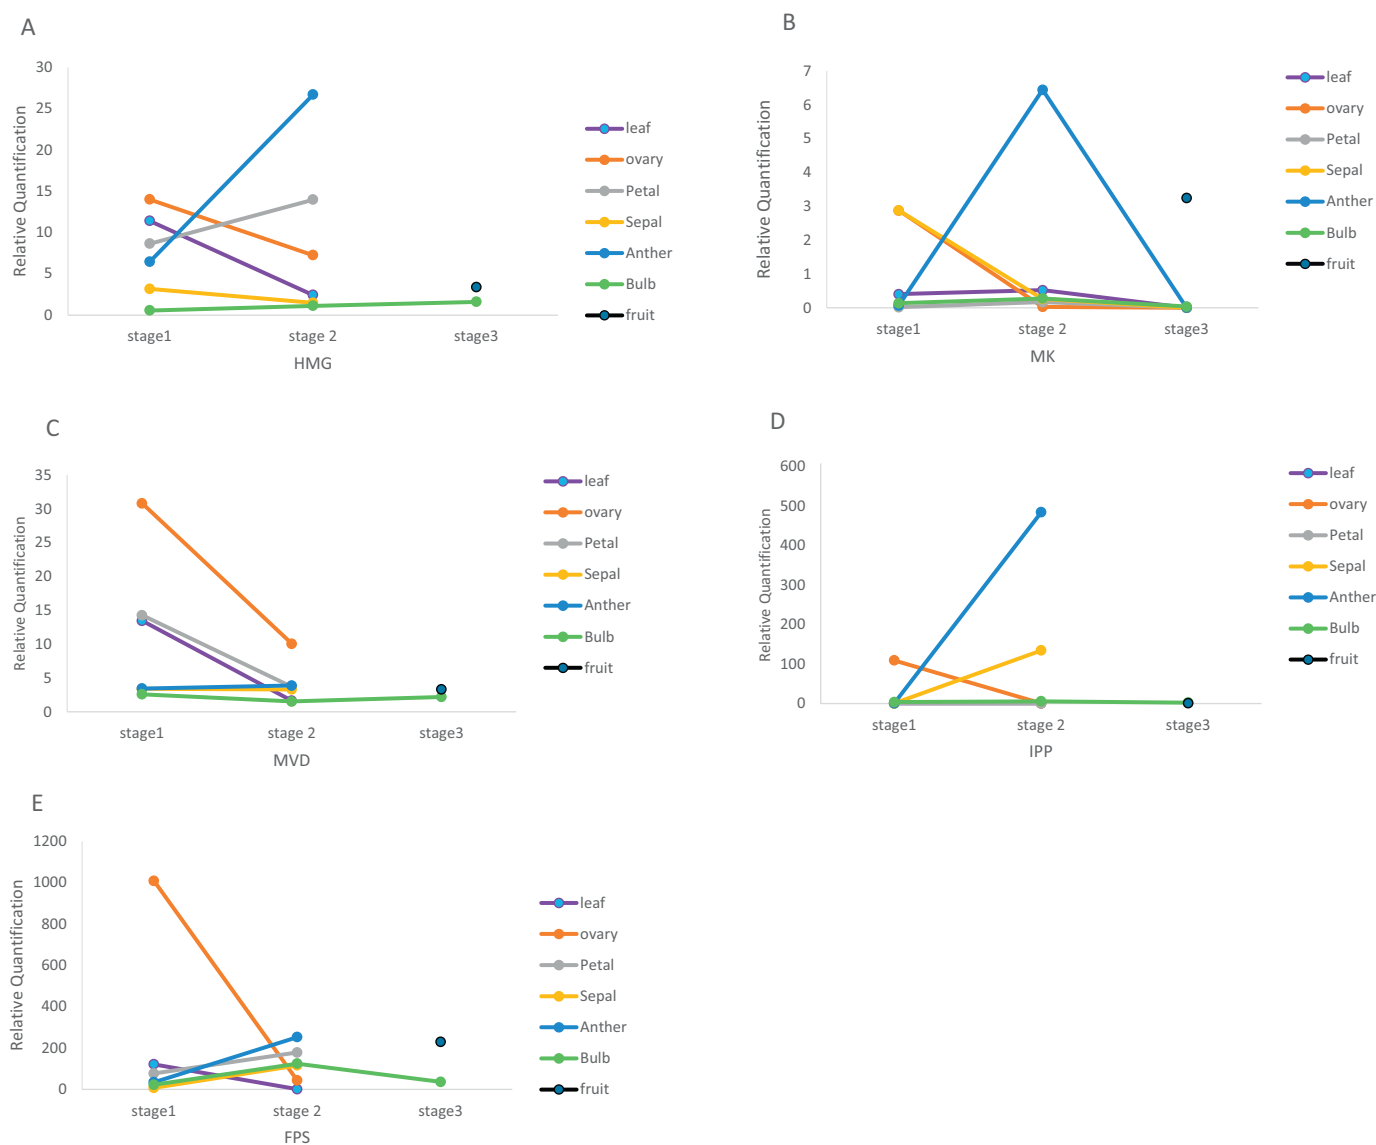 A
30
25
20
15
10
5
0
Relative Quantification
stage1
stage 2
stage3
HMG
leaf
ovary
Petal
Sepal
Anther
Bulb
fruit
B
7
6
5
4
3
2
1
0
Relative Quantification
stage1
stage 2
stage3
MK
leaf
ovary
Petal
Sepal
Anther
Bulb
fruit
C
35
30
25
20
15
10
5
0
Relative Quantification
stage1
stage 2
stage3
MVD
leaf
ovary
Petal
Sepal
Anther
Bulb
fruit
D
600
500
400
300
200
100
0
Relative Quantification
stage1
stage 2
stage3
IPP
leaf
ovary
Petal
Sepal
Anther
Bulb
fruit
E
1200
1000
800
600
400
200
0
Relative Quantification
stage1
stage 2
stage3
FPS
leaf
ovary
Petal
Sepal
Anther
Bulb
fruit